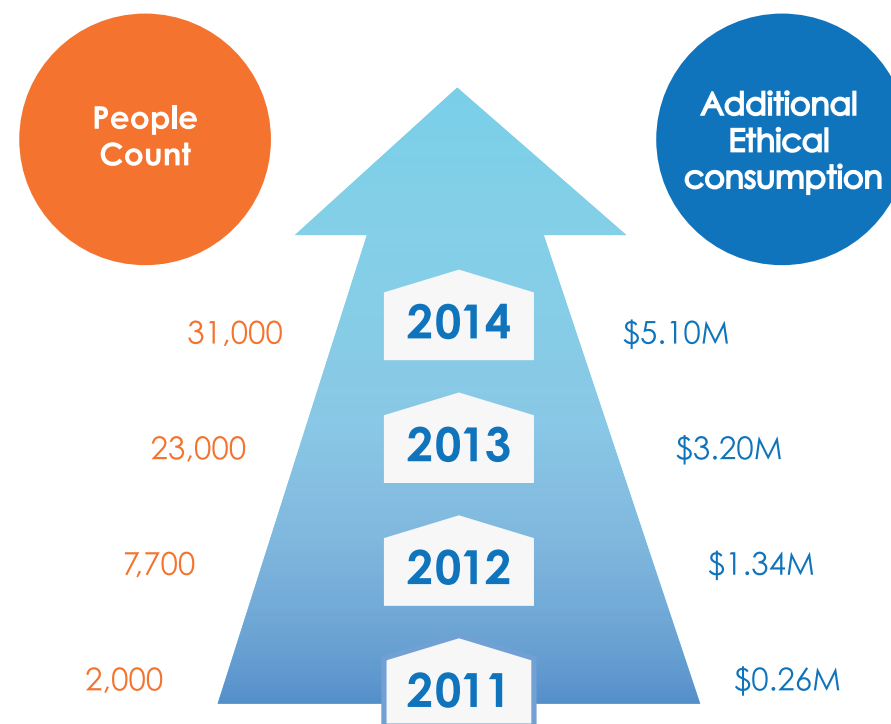 People
Count
Additional
Ethical
consumption
31,000
2014
$5.10M
23,000
2013
$3.20M
7,700
2012
$1.34M
2,000
2011
$0.26M